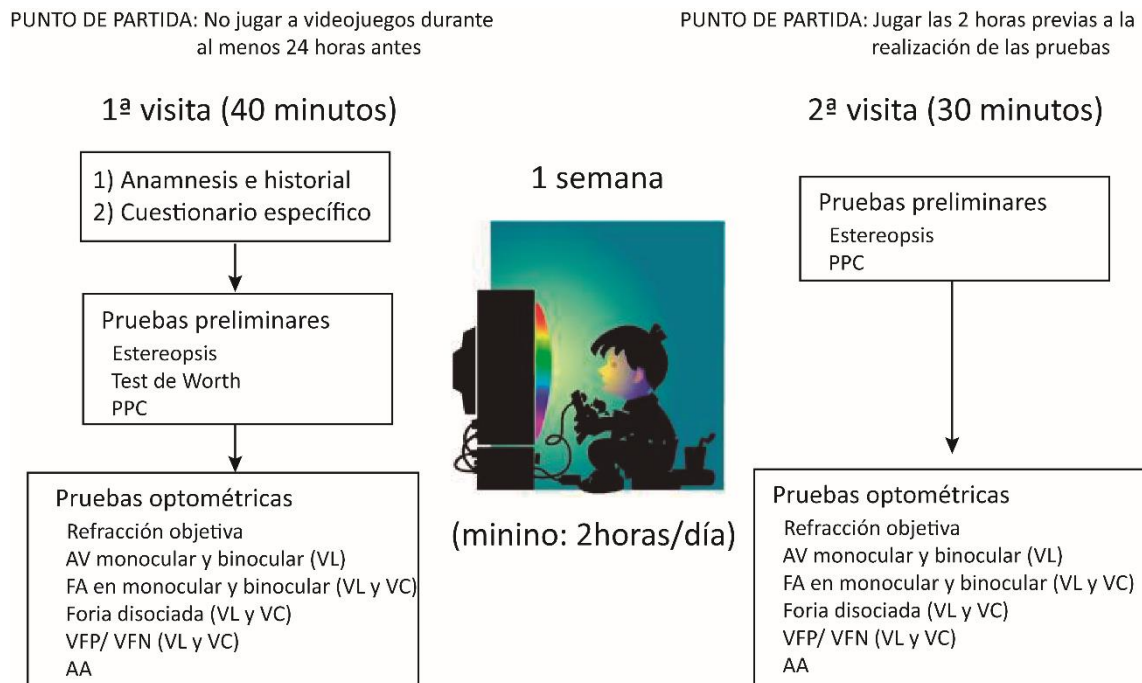 PUNTO DE PARTIDA: No jugar a videojuegos durante
al menos 24 horas antes
1ª visita (40 minutos)
1) Anamnesis e historial
2) Cuestionario específico
Pruebas preliminares
Estereopsis
Test de Worth
PPC
Pruebas optométricas
Refracción objetiva
AV monocular y binocular (VL)
FA en monocular y binocular (VL y VC)
Foria disociada (VL y VC)
VFP/ VFN (VL y VC)
AA
1 semana
(minino: 2horas/día)
PUNTO DE PARTIDA: Jugar las 2 horas previas a la
realización de las pruebas
2ª visita (30 minutos)
Pruebas preliminares
Estereopsis
PPC
Pruebas optométricas
Refracción objetiva
AV monocular y binocular (VL)
FA en monocular y binocular (VL y VC)
Foria disociada (VL y VC)
VFP/ VFN (VL y VC)
AA